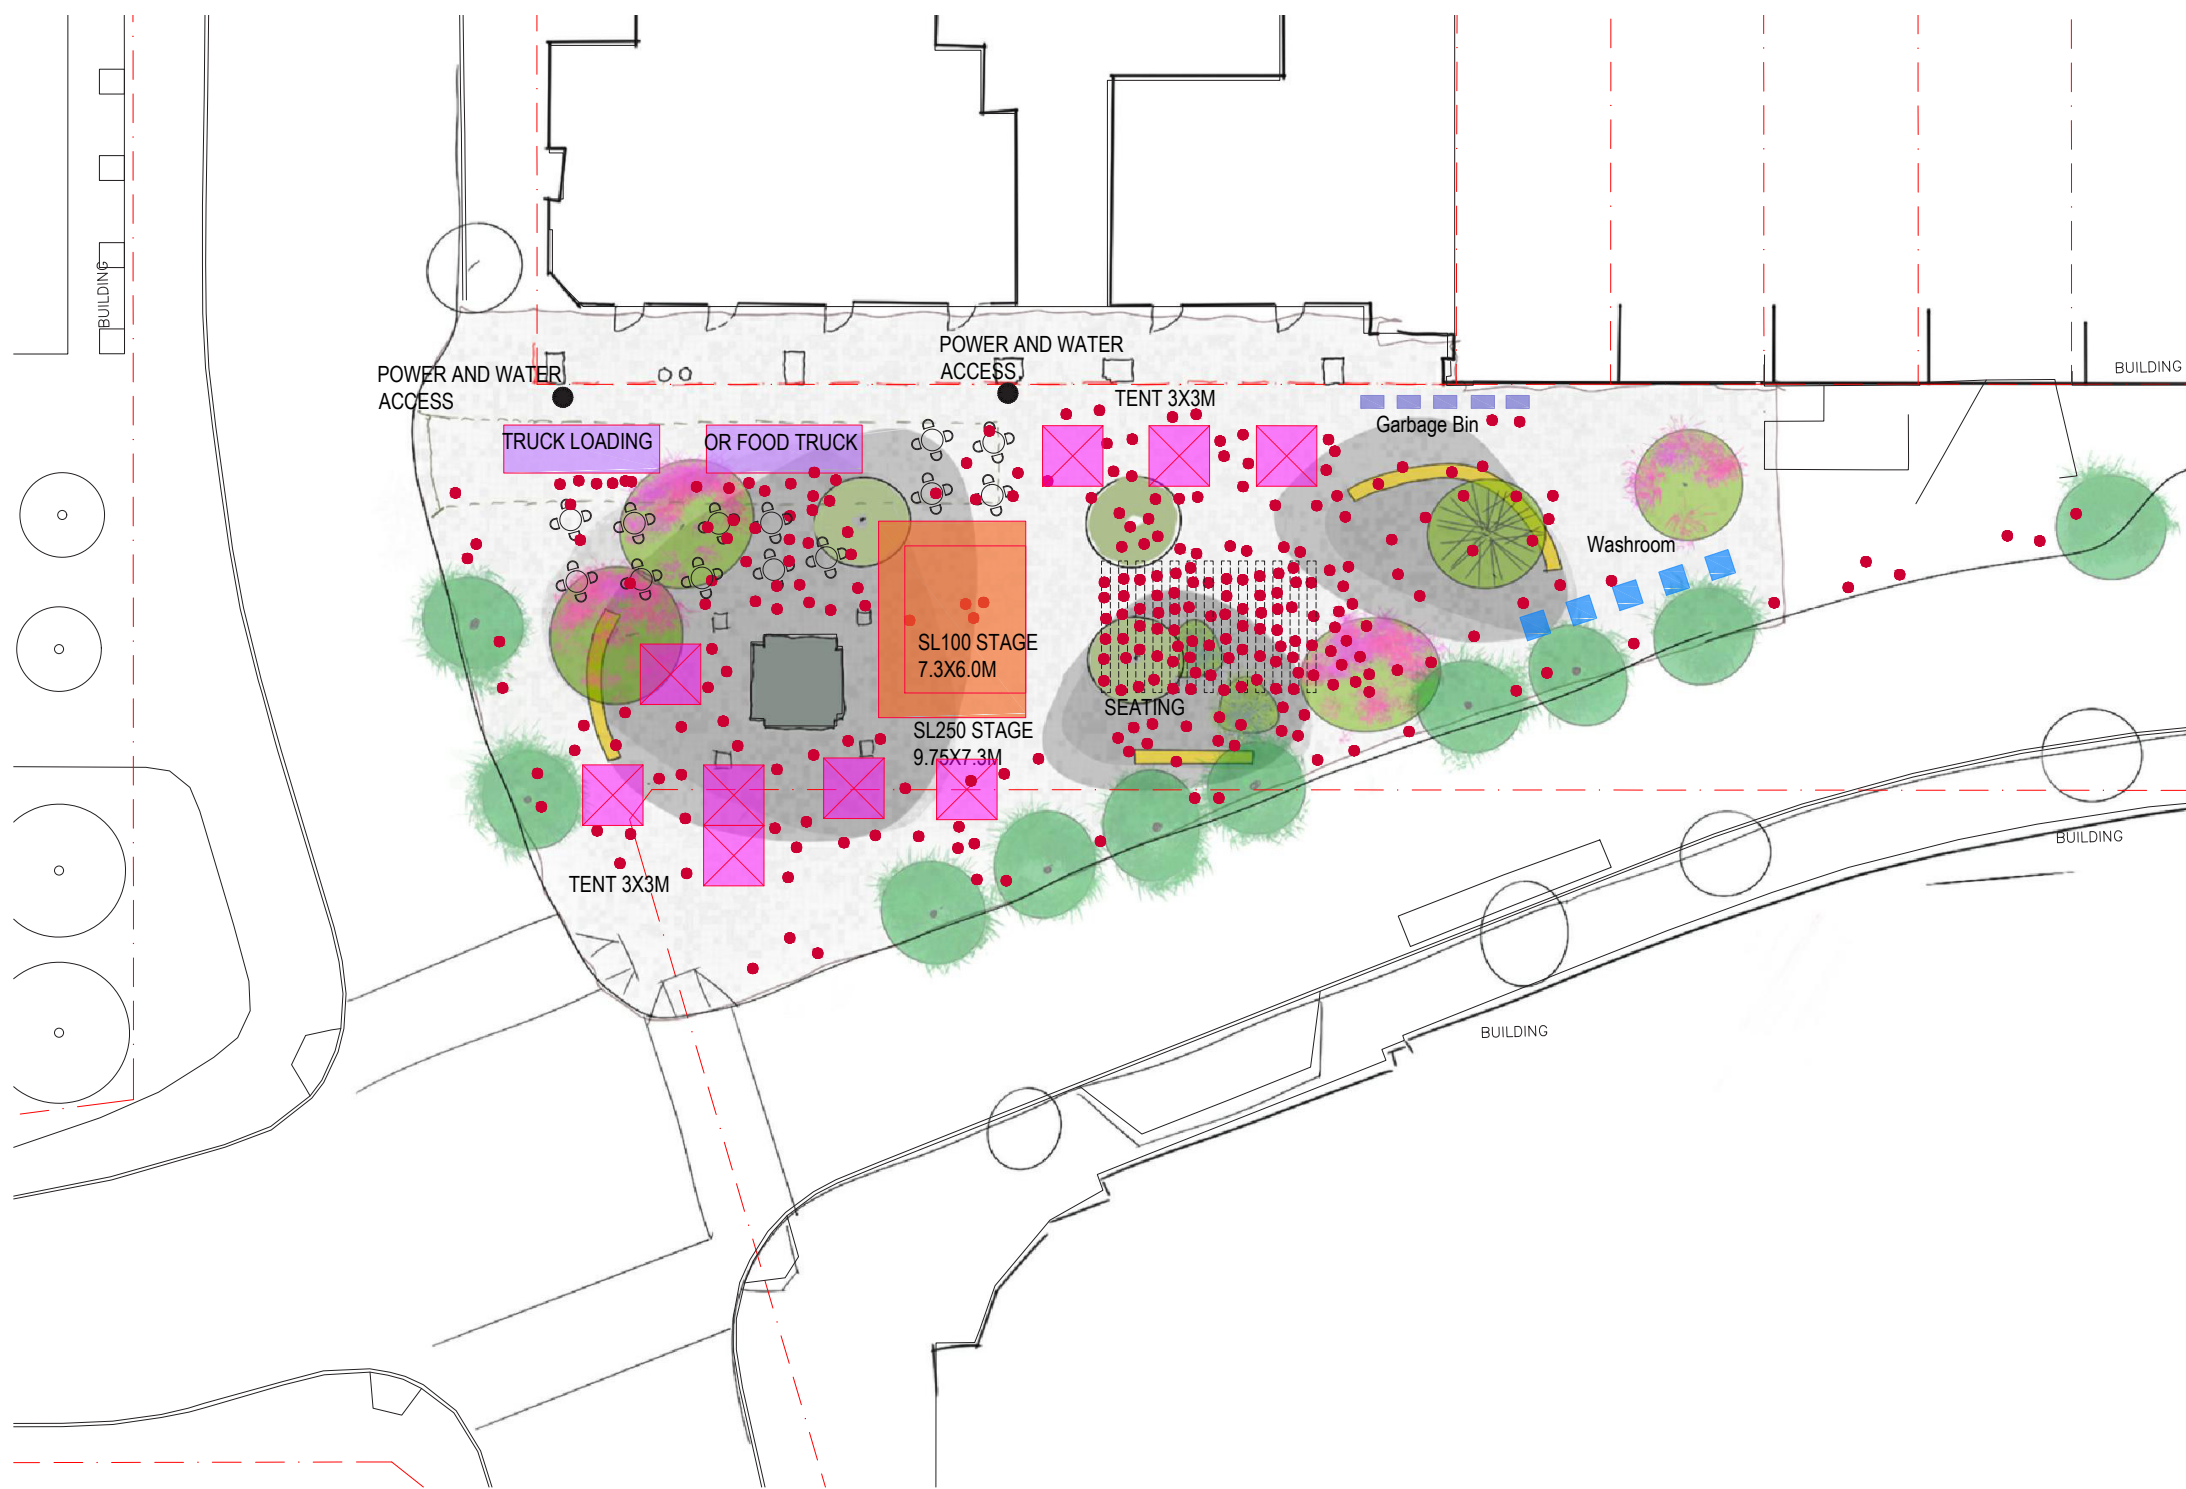 BUILDING
POWER AND WATER
ACCESS
POWER AND WATER
ACCESS
TENT 3X3M
BUILDING
TRUCK LOADING
OR FOOD TRUCK
Garbage Bin
Washroom
SL100 STAGE
7.3X6.0M
SEATING
SL250 STAGE
9.75X7.3M
TENT 3X3M
BUILDING
BUILDING